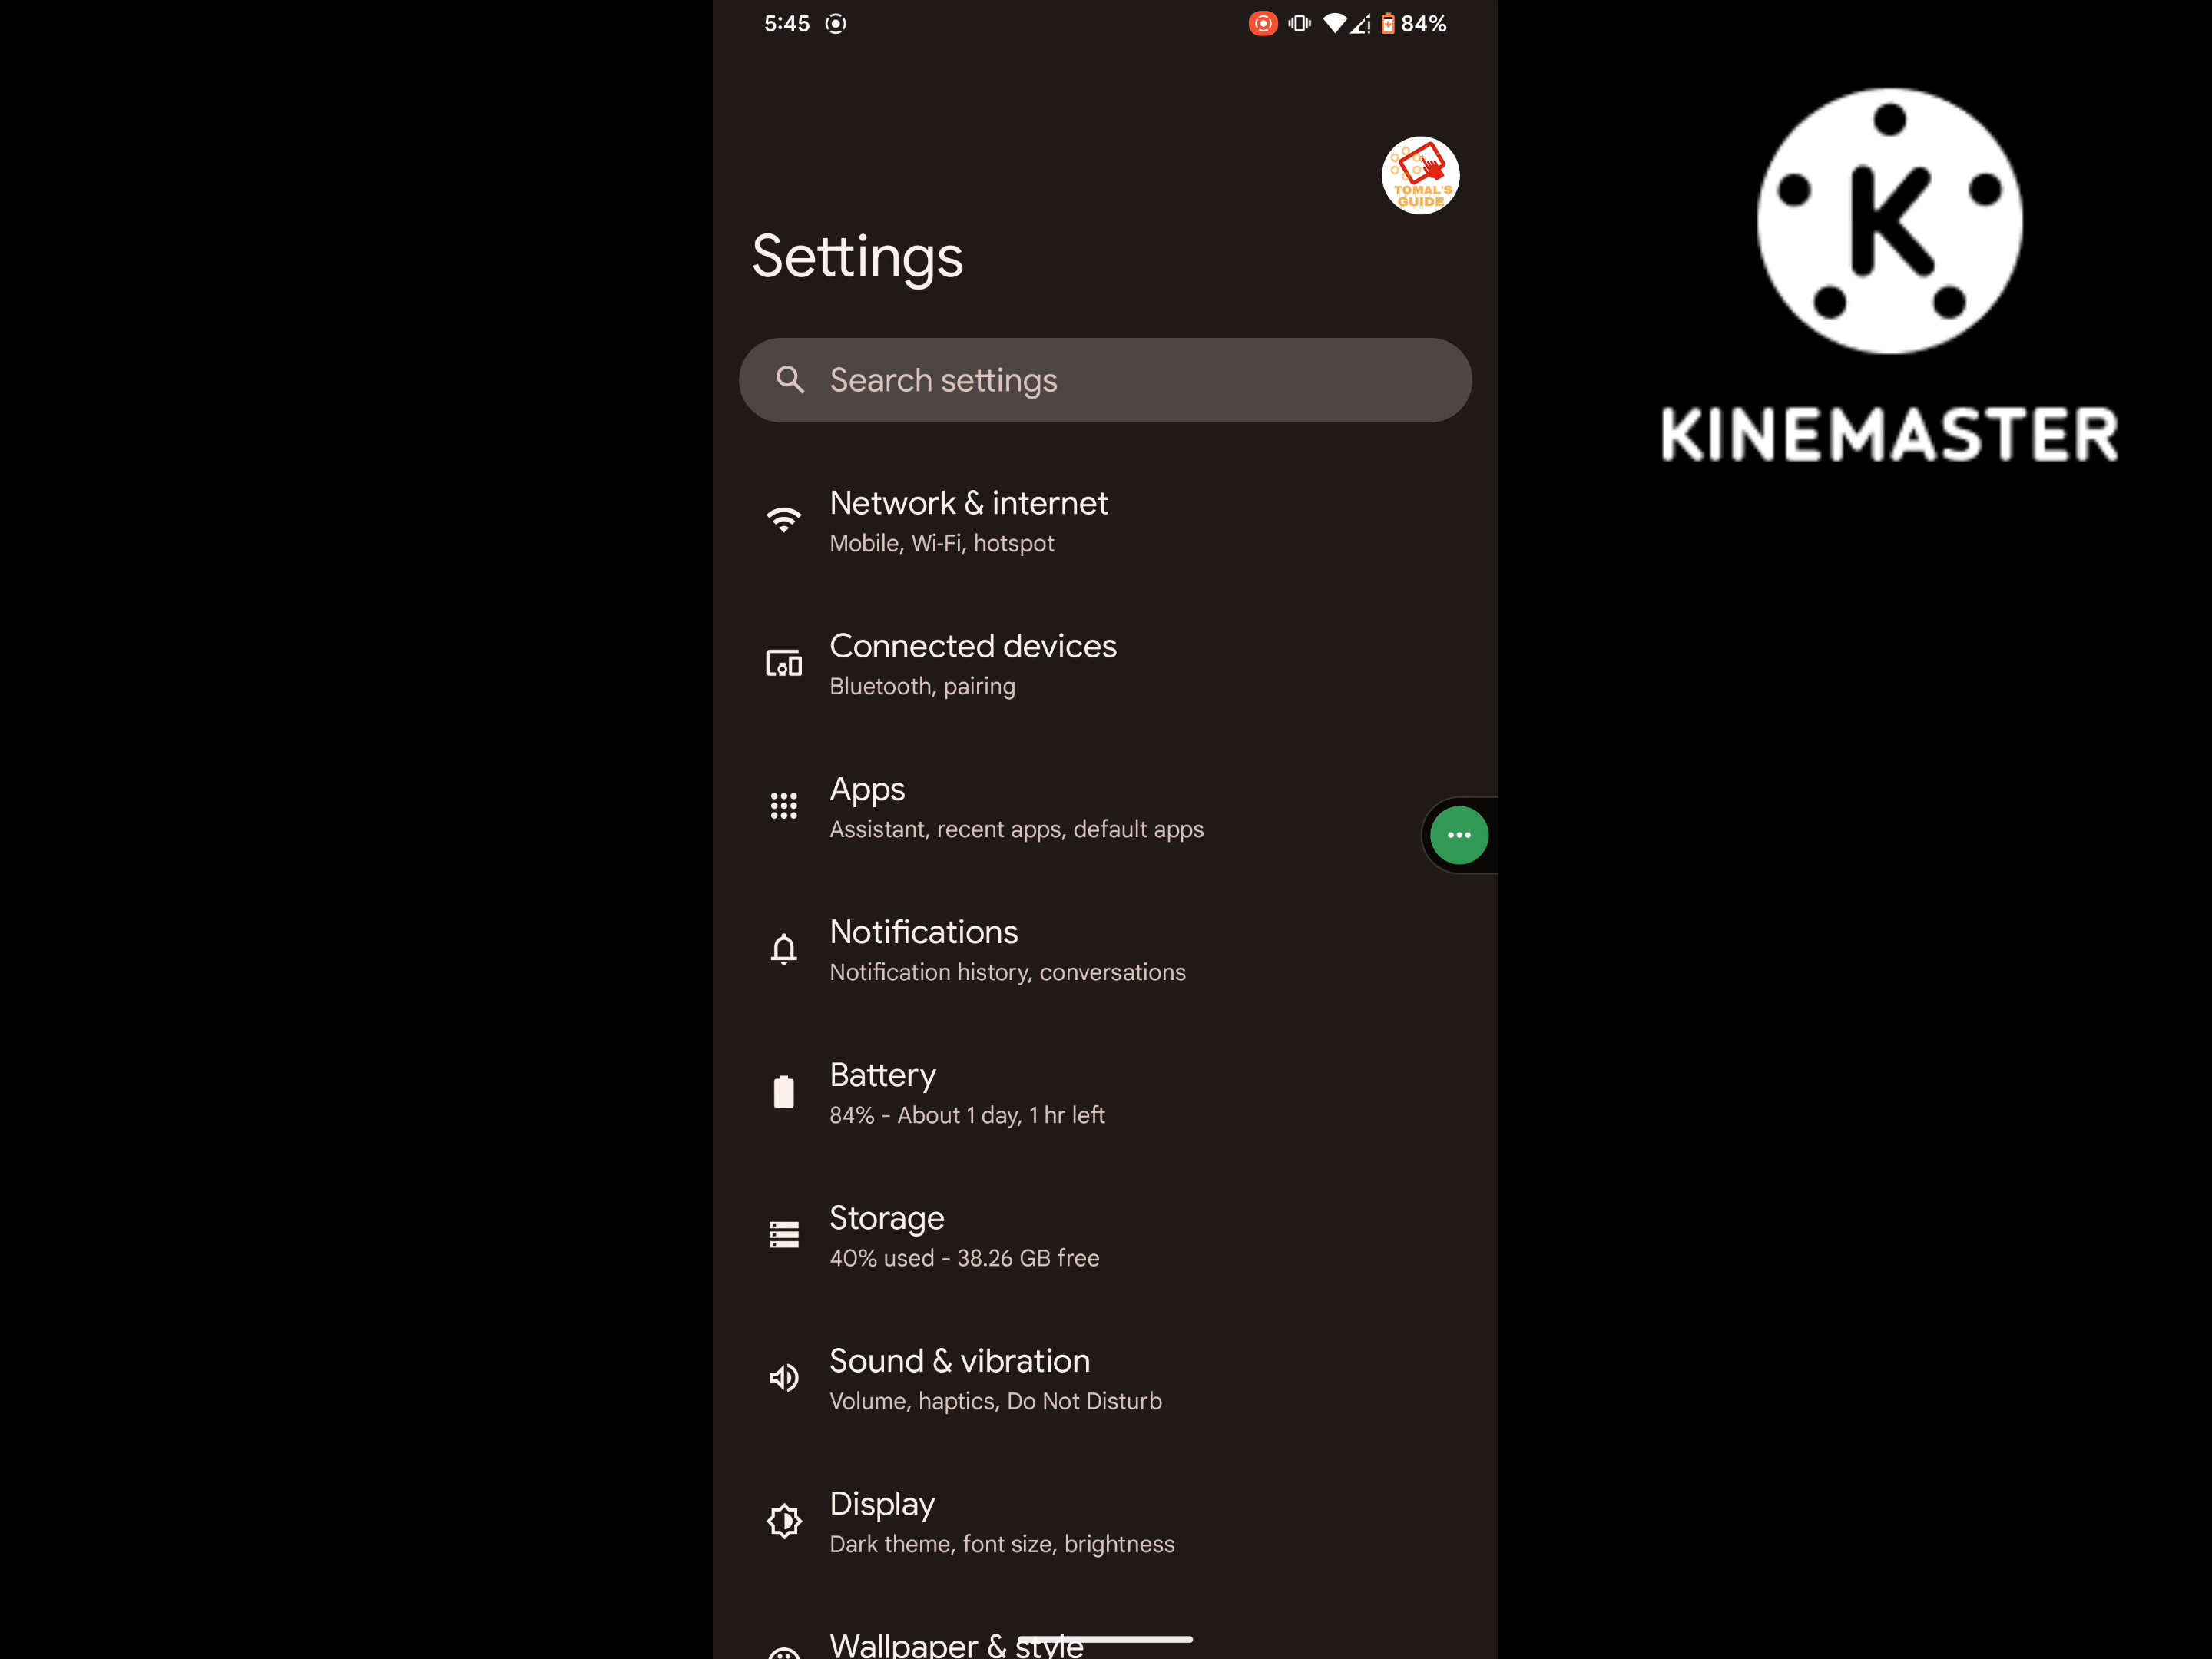 5:45
84%
TOMAL'S
GUIDE
Settings
Search settings
Network & internet
Mobile, Wi-Fi, hotspot
Connected devices
Bluetooth, pairing
Apps
Assistant, recent apps, default apps
Notifications
Notification history, conversations
Battery
84% - About 1 day, 1 hr left
Storage
40% used - 38.26 GB free
Sound & vibration
Volume, haptics, Do Not Disturb
Display
Dark theme, font size, brightness
Wallpaper & style
K
KINEMASTER